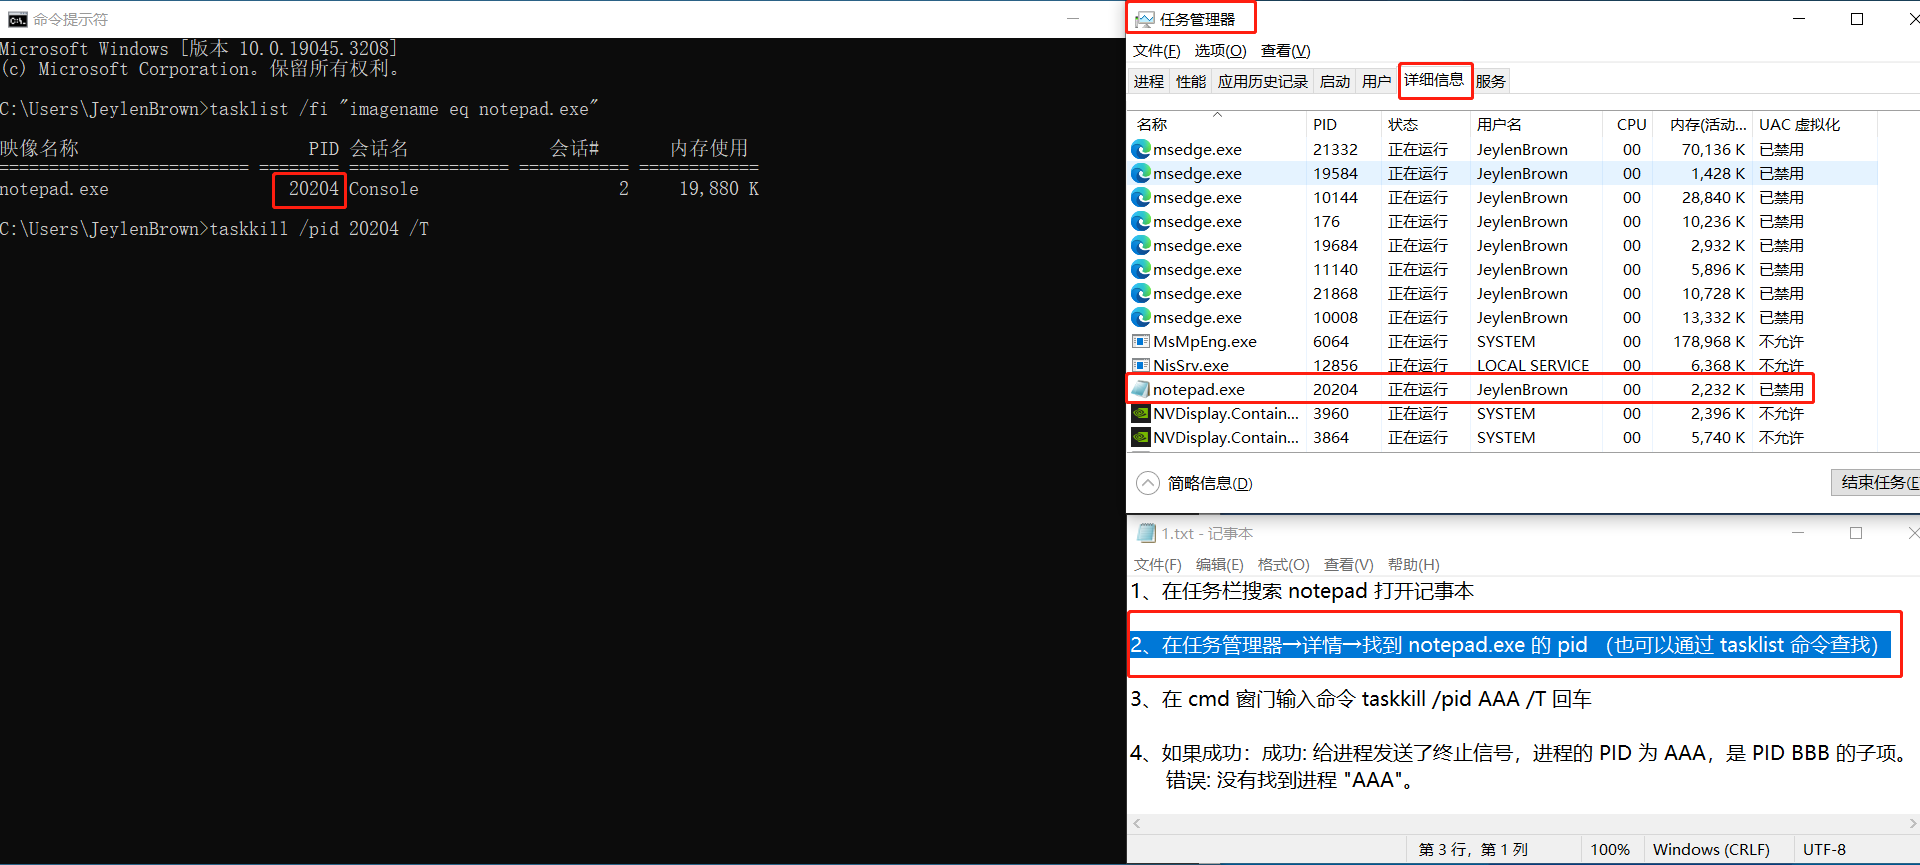 命令提示符
Microsoft Windows [版本 10.0.19045.3208]
(c) Microsoft Corporation。保留所有权利。
C:\Users\JeylenBrown>tasklist /fi "imagename eq notepad.exe"
映像名称 PID 会话名 会话# 内存使用
========================= ======== ================ =========== ============
notepad.exe 20204 Console 2 19,880 K
C:\Users\JeylenBrown>taskkill /pid 20204 /T
任务管理器
文件(F) 选项(O) 查看(V)
进程 性能 应用历史记录 启动 用户 详细信息 服务
名称 PID 状态 用户名 CPU 内存(活动... UAC 虚拟化
msedge.exe 21332 正在运行 JeylenBrown 00 70,136 K 已禁用
msedge.exe 19584 正在运行 JeylenBrown 00 1,428 K 已禁用
msedge.exe 10144 正在运行 JeylenBrown 00 28,840 K 已禁用
msedge.exe 176 正在运行 JeylenBrown 00 10,236 K 已禁用
msedge.exe 19684 正在运行 JeylenBrown 00 2,932 K 已禁用
msedge.exe 11140 正在运行 JeylenBrown 00 5,896 K 已禁用
msedge.exe 21868 正在运行 JeylenBrown 00 10,728 K 已禁用
msedge.exe 10008 正在运行 JeylenBrown 00 13,332 K 已禁用
MsMpEng.exe 6064 正在运行 SYSTEM 00 178,968 K 不允许
NisSrv.exe 12856 正在运行 LOCAL SERVICE 00 6,368 K 不允许
notepad.exe 20204 正在运行 JeylenBrown 00 2,232 K 已禁用
NVDisplay.Contain... 3960 正在运行 SYSTEM 00 2,396 K 不允许
NVDisplay.Contain... 3864 正在运行 SYSTEM 00 5,740 K 不允许
简略信息(D) 结束任务(E
1.txt - 记事本
文件(F) 编辑(E) 格式(O) 查看(V) 帮助(H)
1、在任务栏搜索 notepad 打开记事本
2、在任务管理器→详情→找到 notepad.exe 的 pid （也可以通过 tasklist 命令查找）
3、在 cmd 窗门输入命令 taskkill /pid AAA /T 回车
4、如果成功：成功: 给进程发送了终止信号，进程的 PID 为 AAA，是 PID BBB 的子项。
错误: 没有找到进程 "AAA"。
第 3 行，第 1 列 100% Windows (CRLF) UTF-8